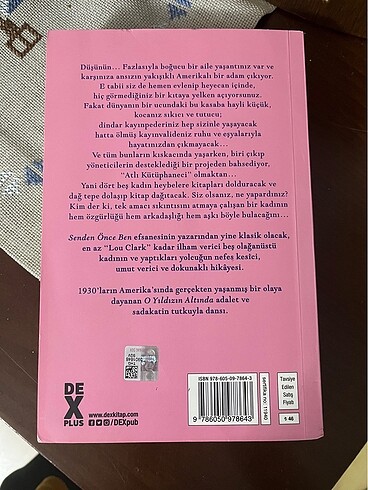 Düşünün... Fazlasıyla boğucu bir aile yaşantınız var ve
karşınıza ansızın yakışıklı Amerikalı bir adam çıkıyor.
E tabii siz de hemen evlenip heyecan içinde,
hiç görmediğiniz bir kıtaya yelken açıyorsunuz.
Fakat dünyanın bir ucundaki bu kasaba hayli küçük,
kocanız sıkıcı ve tutucu;
dindar kayınpederiniz hep sizinle yaşayacak
hatta ölmüş kayınvalideniz ruhu ve eşyalarıyla
hayatınızdan çıkmayacak...
Ve tüm bunların kıskacında yaşarken, biri çıkıp
yöneticilerin desteklediği bir projeden bahsediyor,
"Atlı Kütüphaneci" olmaktan...
Yani dört beş kadın heybelere kitapları dolduracak ve
dağ tepe dolaşıp kitap dağıtacak. Siz olsanız, ne yapardınız?
Kim der ki, tek amacı sıkıntısını atmaya çalışan bir kadının
hem özgürlüğü hem arkadaşlığı hem aşkı böyle bulacağını...
Senden Önce Ben efsanesinin yazarından yine klasik olacak,
en az "Lou Clark" kadar ilham verici beş olağanüstü
kadının ve yaptıkları yolcuğun nefes kesici,
umut verici ve dokunaklı hikâyesi.
1930'ların Amerika'sında gerçekten yaşanmış bir olaya
dayanan O Yıldızın Altında adalet ve
sadakatin tutkuyla dansı.
DEX
PLUS
www.dexkitap.com
/DEXpub
ISBN 978-605-09-7864-3
9 786050 978643
sertifika no: 11940
Tavsiye
Edilen
Satış
Fiyatı
₺ 46